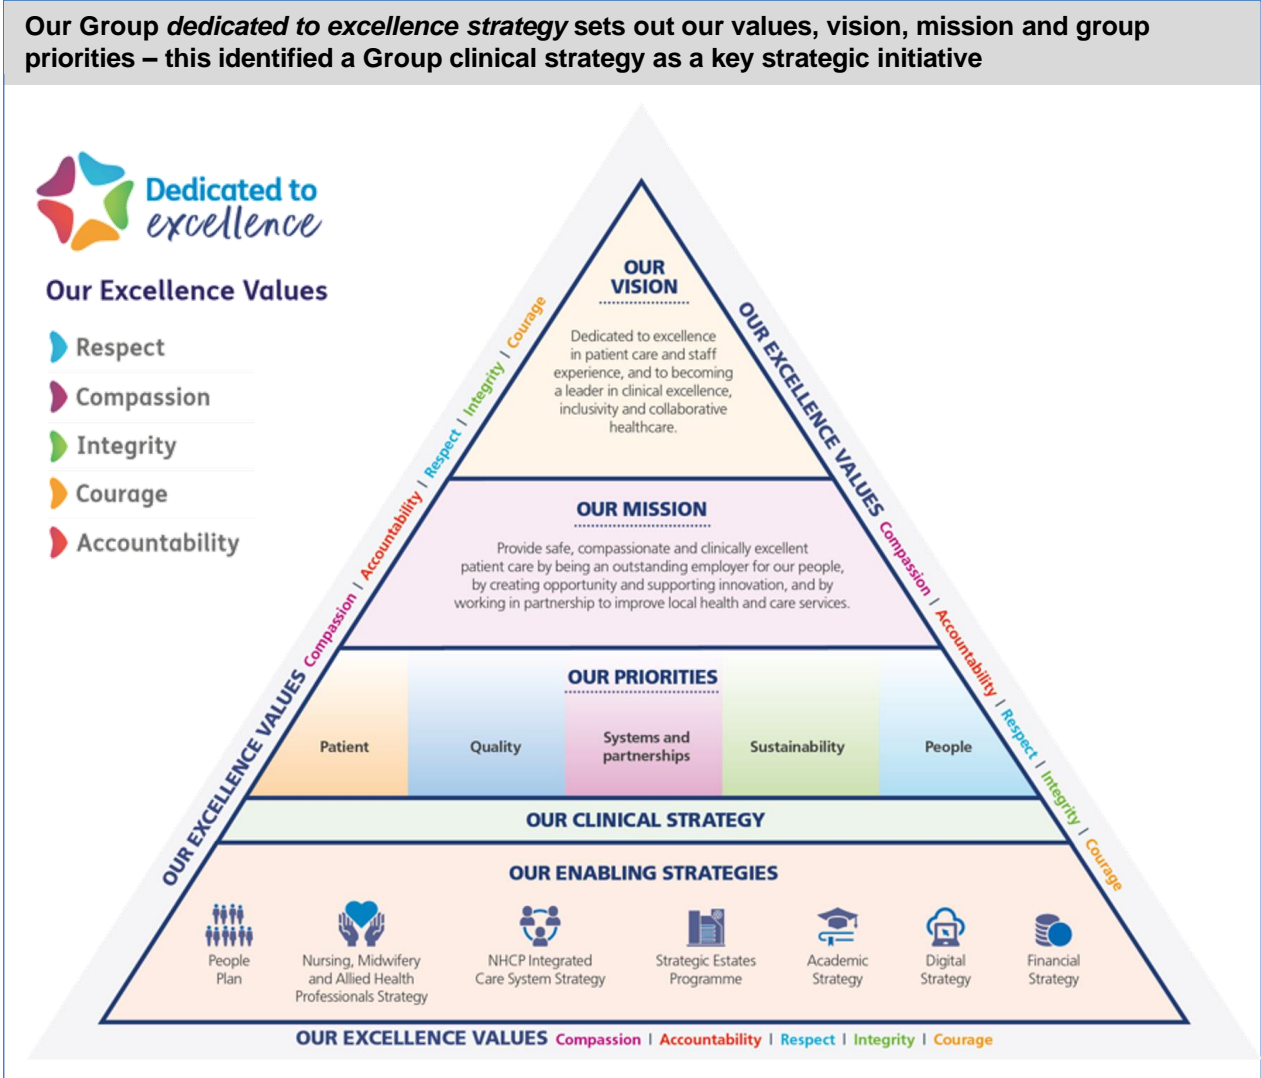 Our Group dedicated to excellence strategy sets out our values, vision, mission and group
priorities – this identified a Group clinical strategy as a key strategic initiative
Dedicated to
excellence
Our Excellence Values
Respect
Compassion
Integrity
Courage
Accountability
OUR EXCELLENCE VALUES Compassion | Accountability | Respect | Integrity | Courage
OUR
VISION
Dedicated to excellence
in patient care and staff
experience, and to becoming
a leader in clinical excellence,
inclusivity and collaborative
healthcare.
OUR EXCELLENCE VALUES Compassion | Accountability | Respect | Integrity | Courage
OUR MISSION
Provide safe, compassionate and clinically excellent
patient care by being an outstanding employer for our people,
by creating opportunity and supporting innovation, and by
working in partnership to improve local health and care services.
OUR PRIORITIES
Patient
Quality
Systems and
partnerships
Sustainability
People
OUR CLINICAL STRATEGY
OUR ENABLING STRATEGIES
People
Plan
Nursing, Midwifery
and Allied Health
Professionals Strategy
NHCP Integrated
Care System Strategy
Strategic Estates
Programme
Academic
Strategy
Digital
Strategy
Financial
Strategy
OUR EXCELLENCE VALUES Compassion | Accountability | Respect | Integrity | Courage